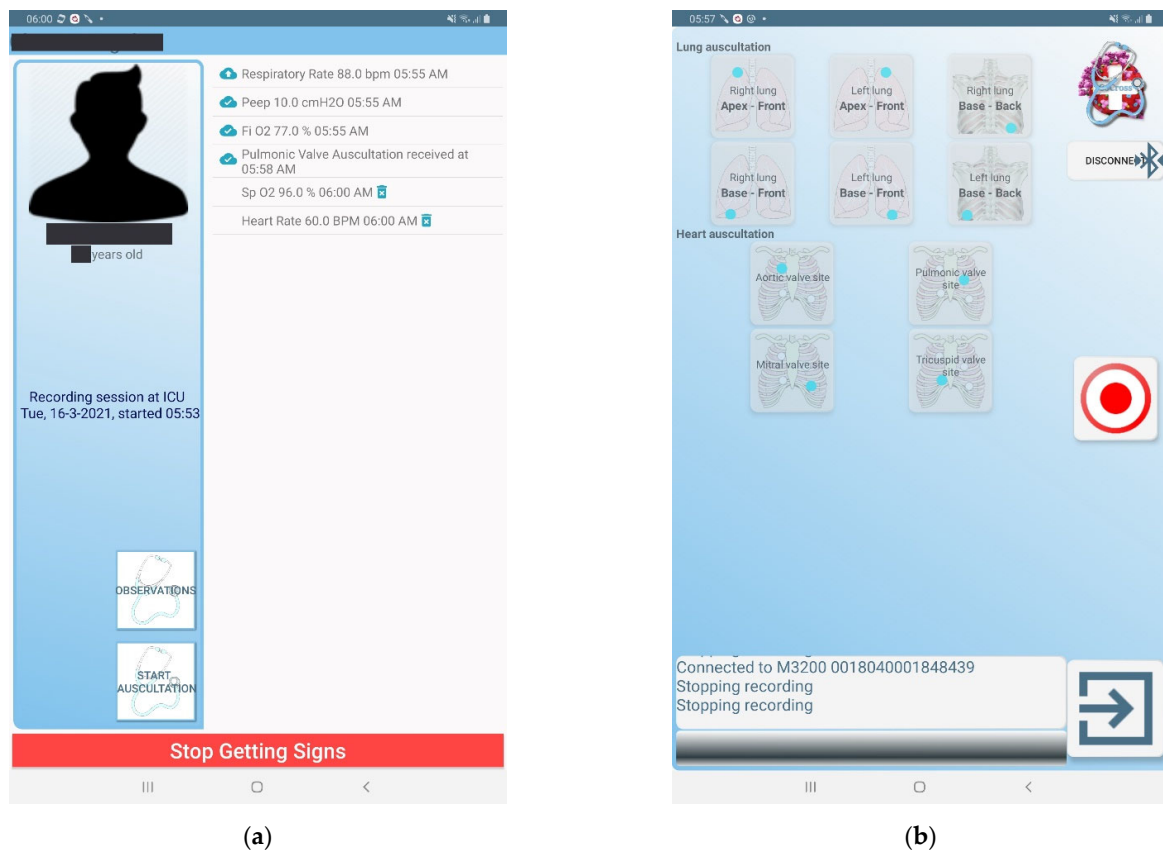 06:00
Respiratory Rate 88.0 bpm 05:55 AM
Peep 10.0 cmH2O 05:55 AM
Fi O2 77.0 % 05:55 AM
Pulmonic Valve Auscultation received at
05:58 AM
Sp O2 96.0 % 06:00 AM
Heart Rate 60.0 BPM 06:00 AM
years old
Recording session at ICU
Tue, 16-3-2021, started 05:53
OBSERVATIONS
START
AUSCULTATION
Stop Getting Signs
(a)
05:57
Lung auscultation
Right lung
Apex - Front
Left lung
Apex - Front
Right lung
Base - Back
Right lung
Base - Front
Left lung
Base - Front
Left lung
Base - Back
DISCONNECT
Heart auscultation
Aortic valve site
Pulmonic valve
site
Mitral valve site
Tricuspid valve
site
Connected to M3200 0018040001848439
Stopping recording
Stopping recording
(b)